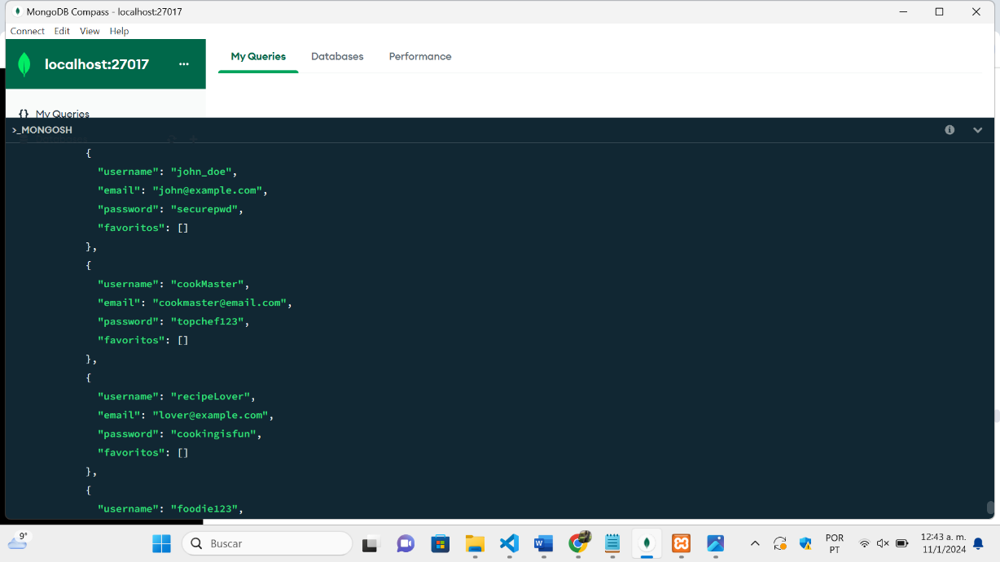 MongoDB Compass - localhost:27017
Connect Edit View Help
localhost:27017 ...
My Queries Databases Performance
{} My Queries
>_MONGOSH
{
"username": "john_doe",
"email": "john@example.com",
"password": "securepwd",
"favoritos": []
},
{
"username": "cookMaster",
"email": "cookmaster@email.com",
"password": "topchef123",
"favoritos": []
},
{
"username": "recipeLover",
"email": "lover@example.com",
"password": "cookingisfun",
"favoritos": []
},
{
"username": "foodie123",
9°
Buscar
POR
PT
12:43 a. m.
11/1/2024